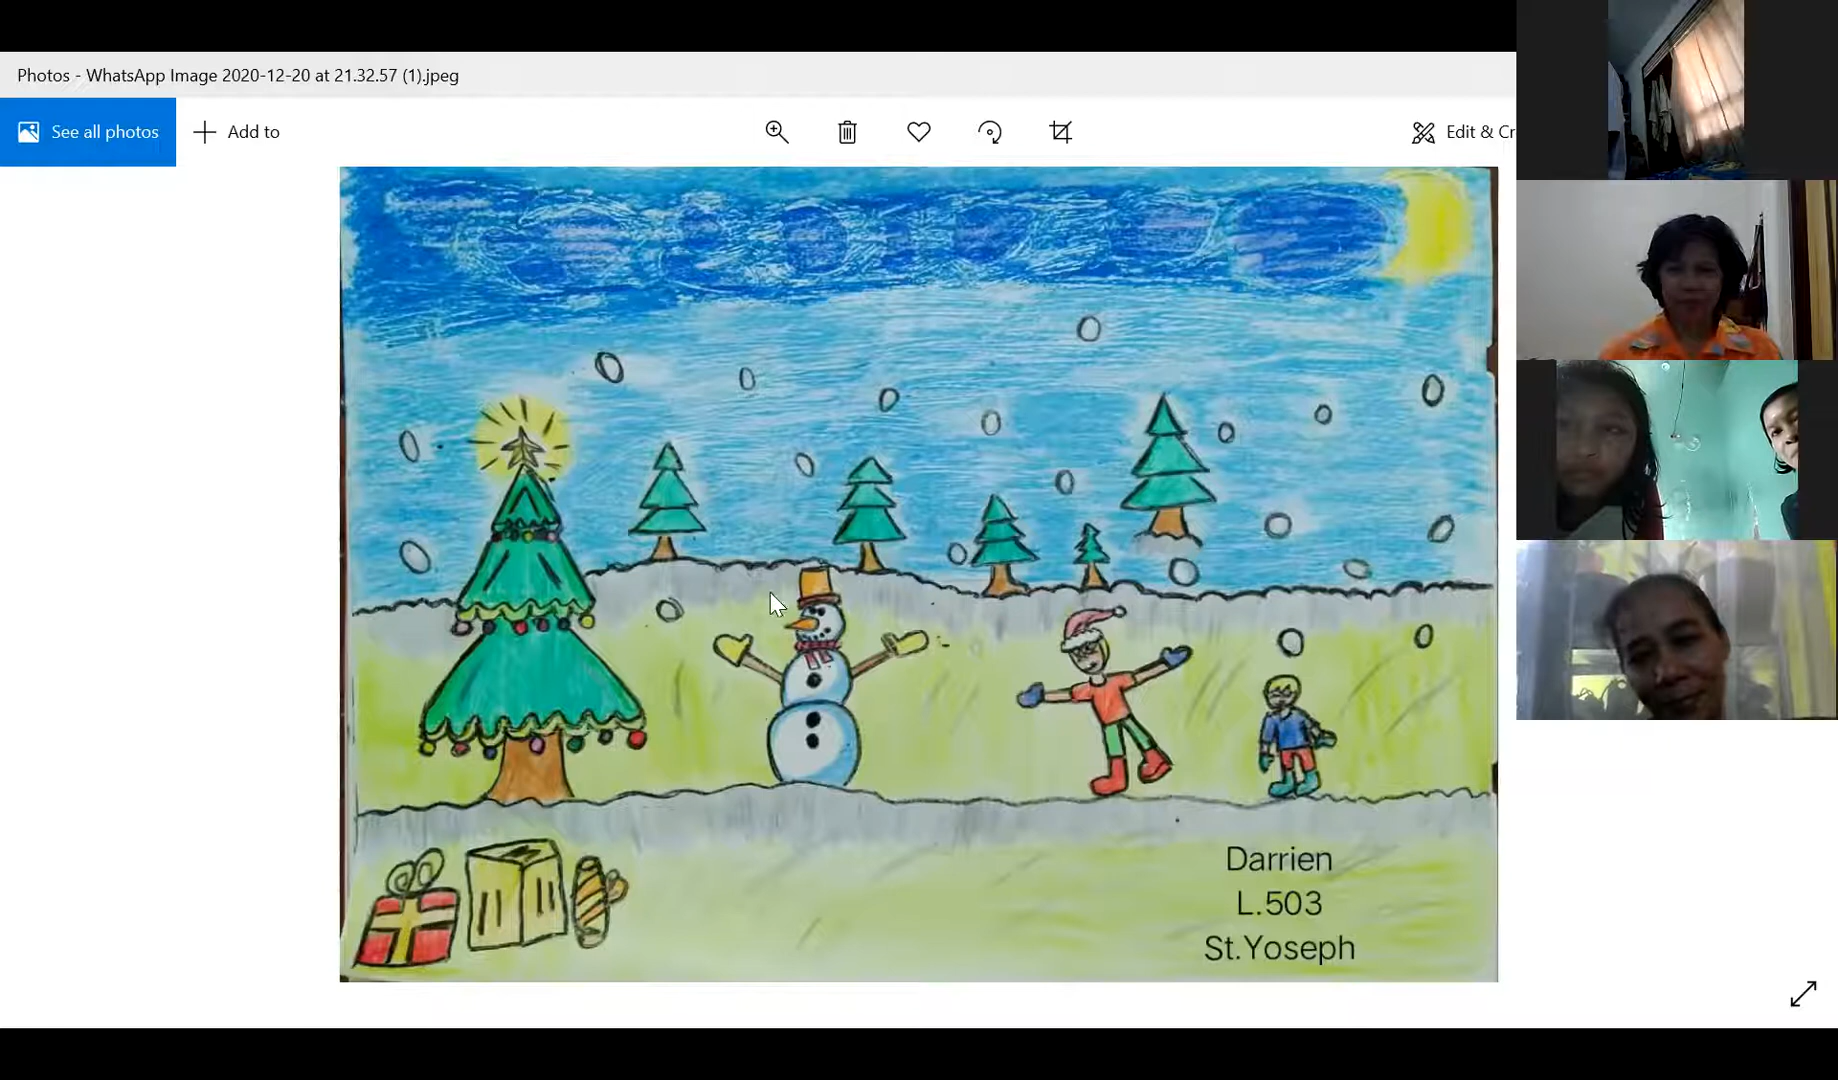 Photos - WhatsApp Image 2020-12-20 at 21.32.57 (1).jpeg
See all photos
Add to
Edit & Cr
Darrien
L.503
St.Yoseph